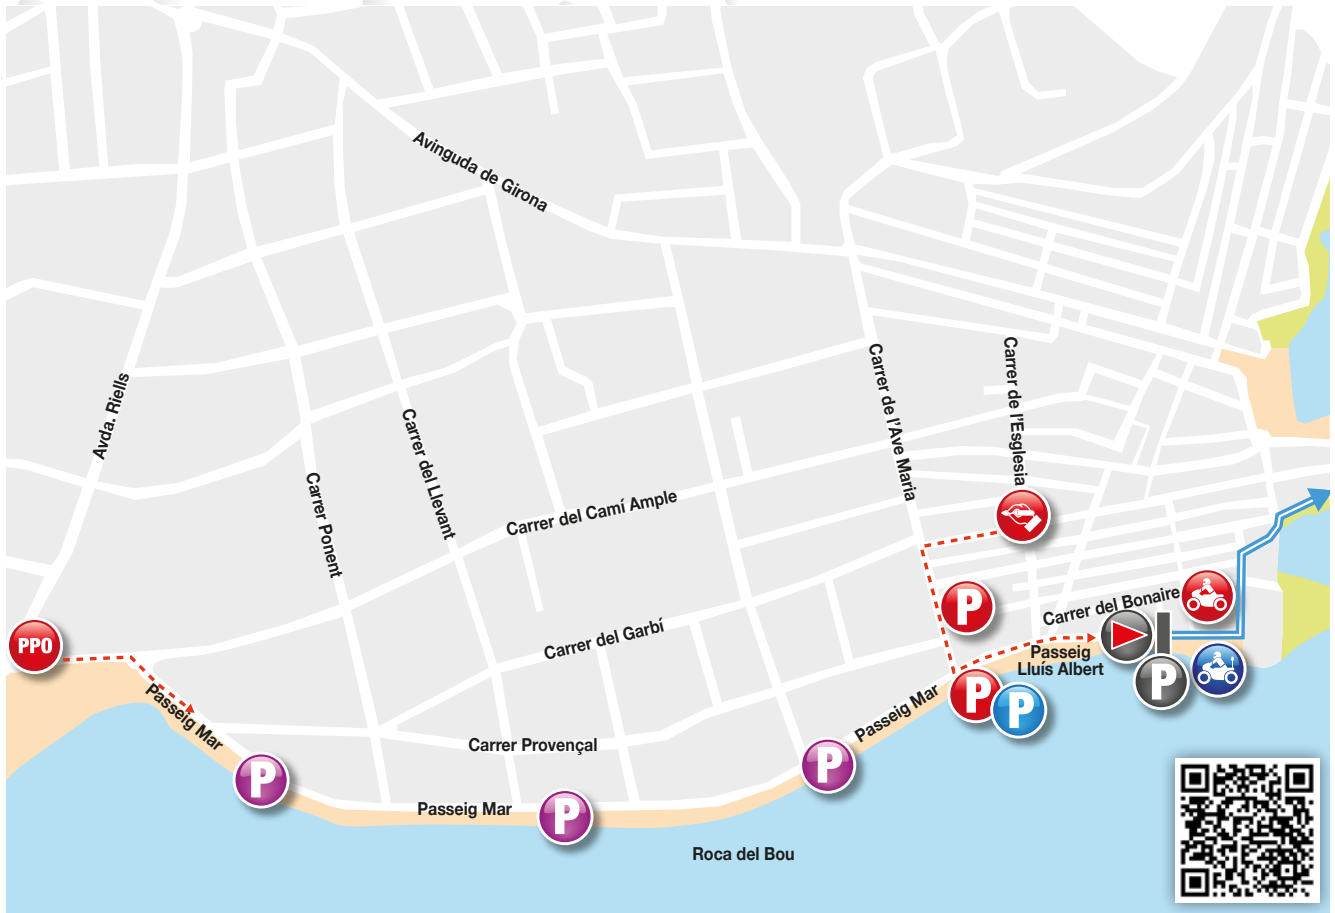 Avinguda de Girona
Avda. Riells
Carrer Ponent
Carrer del Llevant
Carrer del Camí Ample
Carrer de l'Ave Maria
Carrer de l'Esglesia
P
Carrer del Bonaire
Carrer del Garbí
PPO
Passeig
Lluís Albert
P
P
P
Passeig Mar
Passeig Mar
Carrer Provençal
P
P
Passeig Mar
P
Roca del Bou